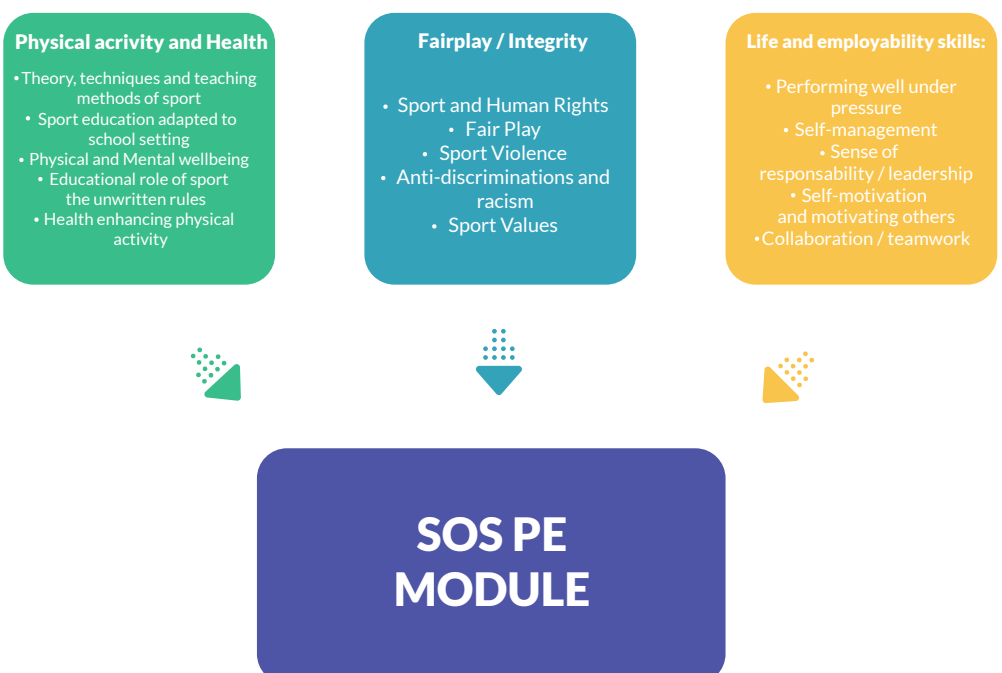 Physical acrivity and Health
•Theory, techniques and teaching
methods of sport
• Sport education adapted to
school setting
• Physical and Mental wellbeing
• Educational role of sport
the unwritten rules
• Health enhancing physical
activity
Fairplay / Integrity
• Sport and Human Rights
• Fair Play
• Sport Violence
• Anti-discriminations and
racism
• Sport Values
Life and employability skills:
• Performing well under
pressure
• Self-management
• Sense of
responsability / leadership
• Self-motivation
and motivating others
•Collaboration / teamwork
SOS PE
MODULE